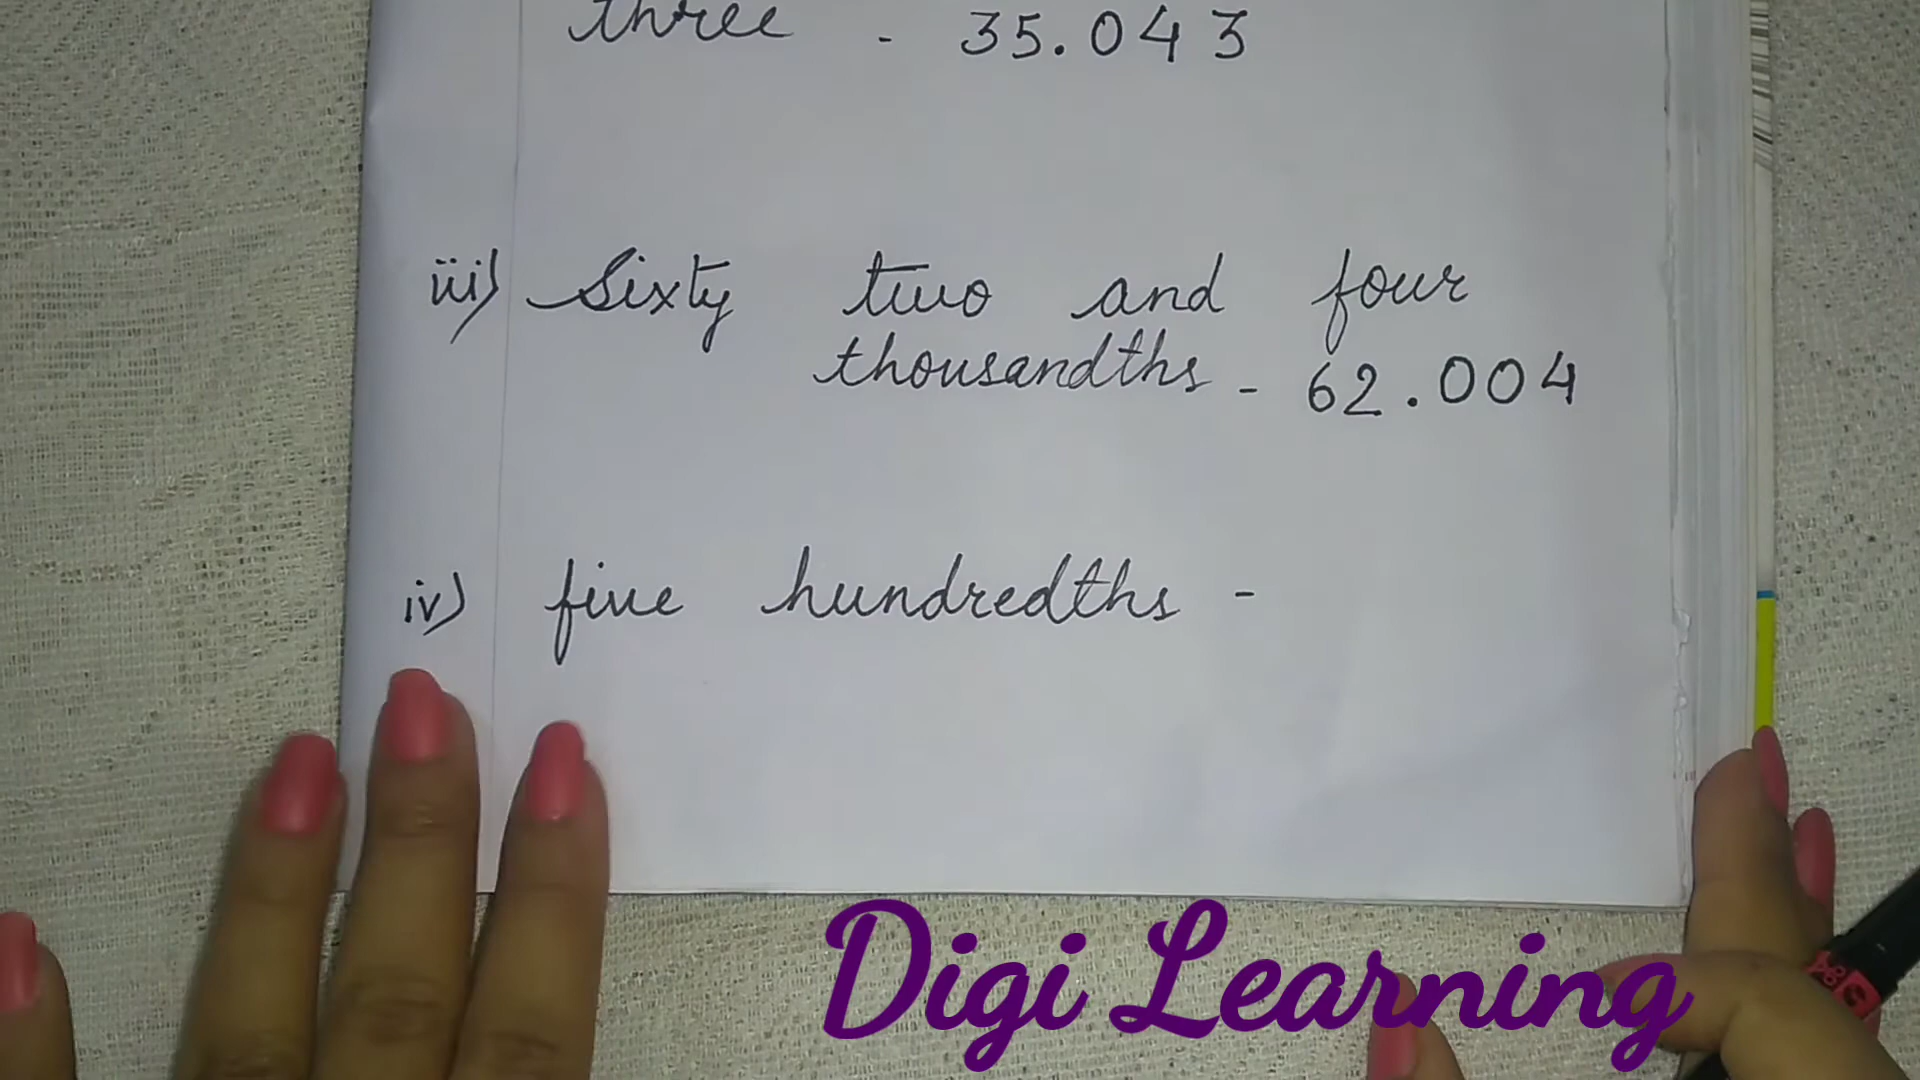 three - 35.043
iii) Sixty two and four
thousandths - 62.004
iv) five hundredths -
Digi Learning